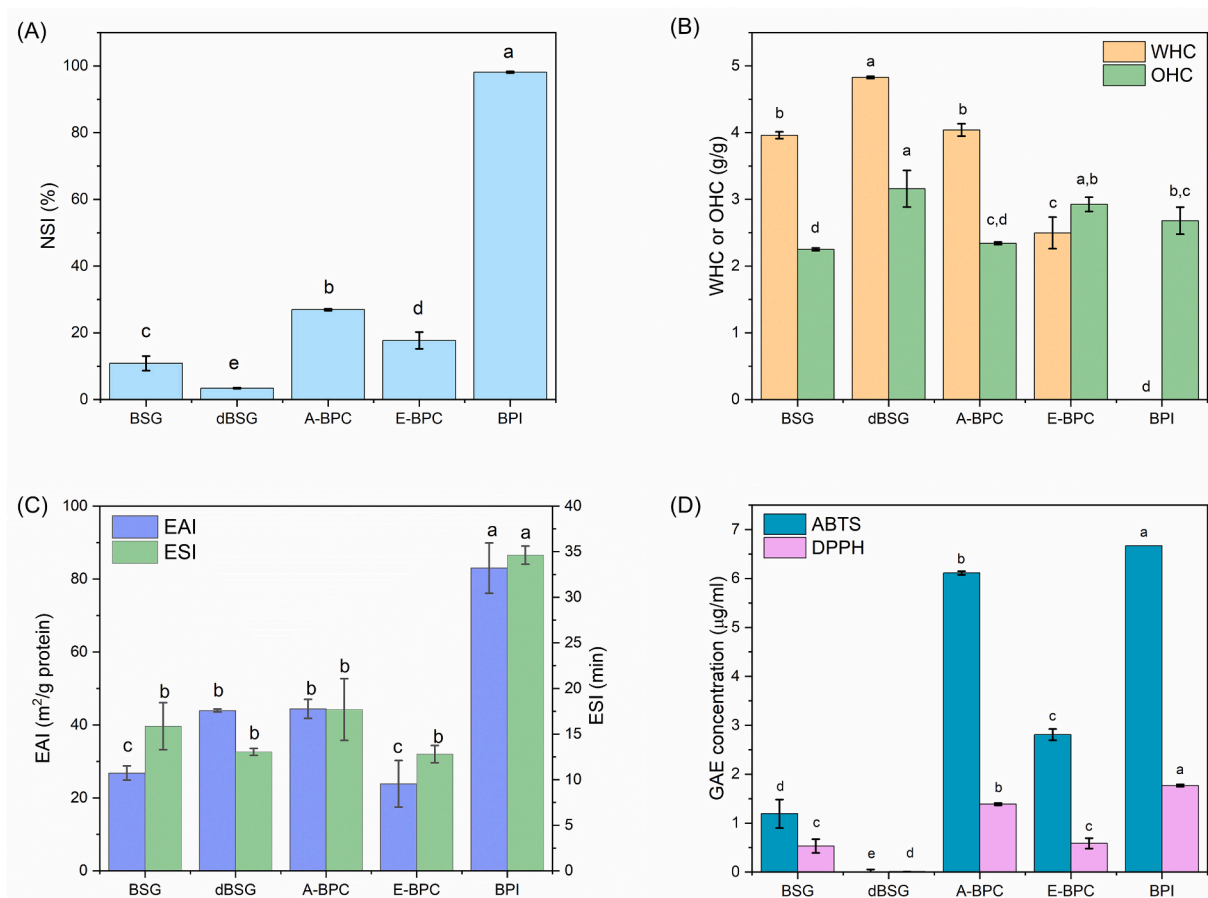 (A)
NSI (%)
100
80
60
40
20
0
c
e
b
d
a
BSG
dBSG
A-BPC
E-BPC
BPI
(B)
WHC
OHC
WHC or OHC (g/g)
5
4
3
2
1
0
b
d
a
a
b
c,d
c
a,b
d
b,c
BSG
dBSG
A-BPC
E-BPC
BPI
(C)
EAI
ESI
EAI (m²/g protein)
100
80
60
40
20
0
c
b
b
b
b
b
c
b
a
a
40
35
30
25
20
15
10
5
0
ESI (min)
BSG
dBSG
A-BPC
E-BPC
BPI
(D)
ABTS
DPPH
GAE concentration (μg/ml)
7
6
5
4
3
2
1
0
d
c
e
d
b
b
c
c
a
a
BSG
dBSG
A-BPC
E-BPC
BPI